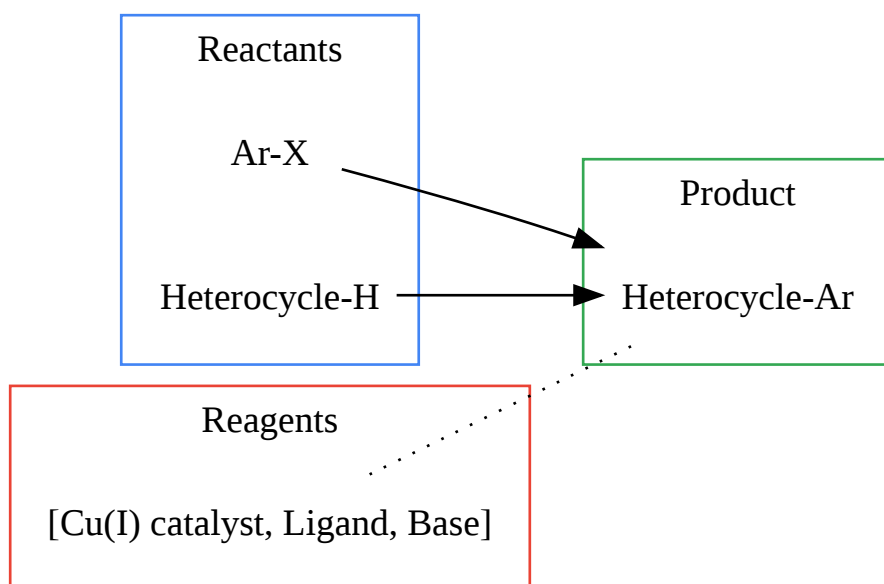 Reactants
Ar-X
Heterocycle-H
Product
Heterocycle-Ar
Reagents
[Cu(I) catalyst, Ligand, Base]